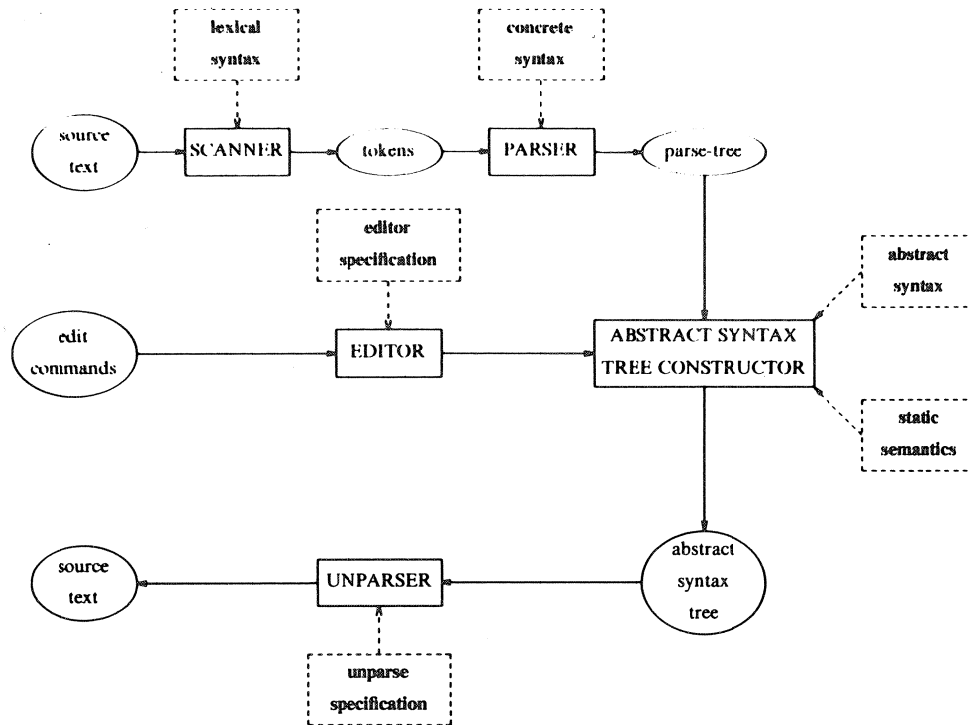 lexical
syntax
concrete
syntax
source
text
SCANNER
tokens
PARSER
parse-tree
editor
specification
abstract
syntax
edit
commands
EDITOR
ABSTRACT SYNTAX
TREE CONSTRUCTOR
static
semantics
source
text
UNPARSER
abstract
syntax
tree
unparse
specification